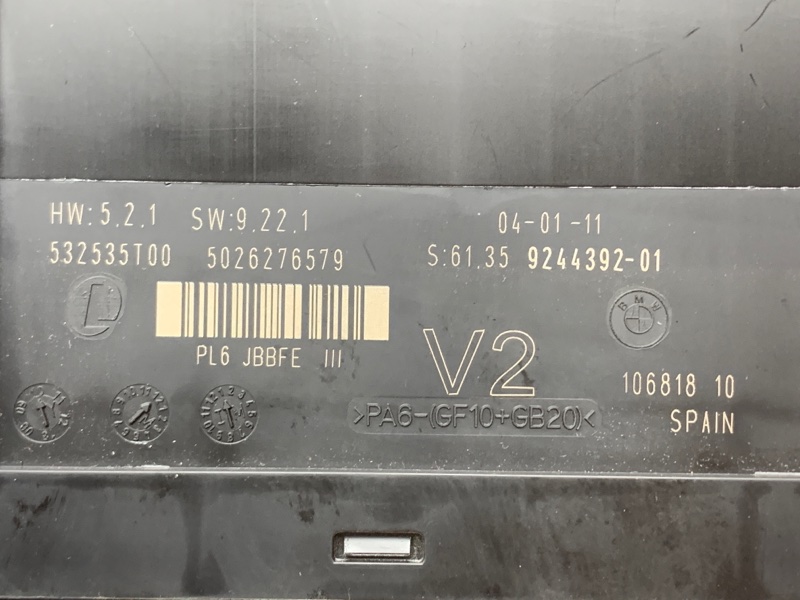 HW:5.2.1 SW:9.22.1 04-01-11
532535T00 5026276579 S:61.35 9244392-01
BMW
PL6 JBBFE III
V2
106818 10
>PA6-(GF10+GB20)<
SPAIN